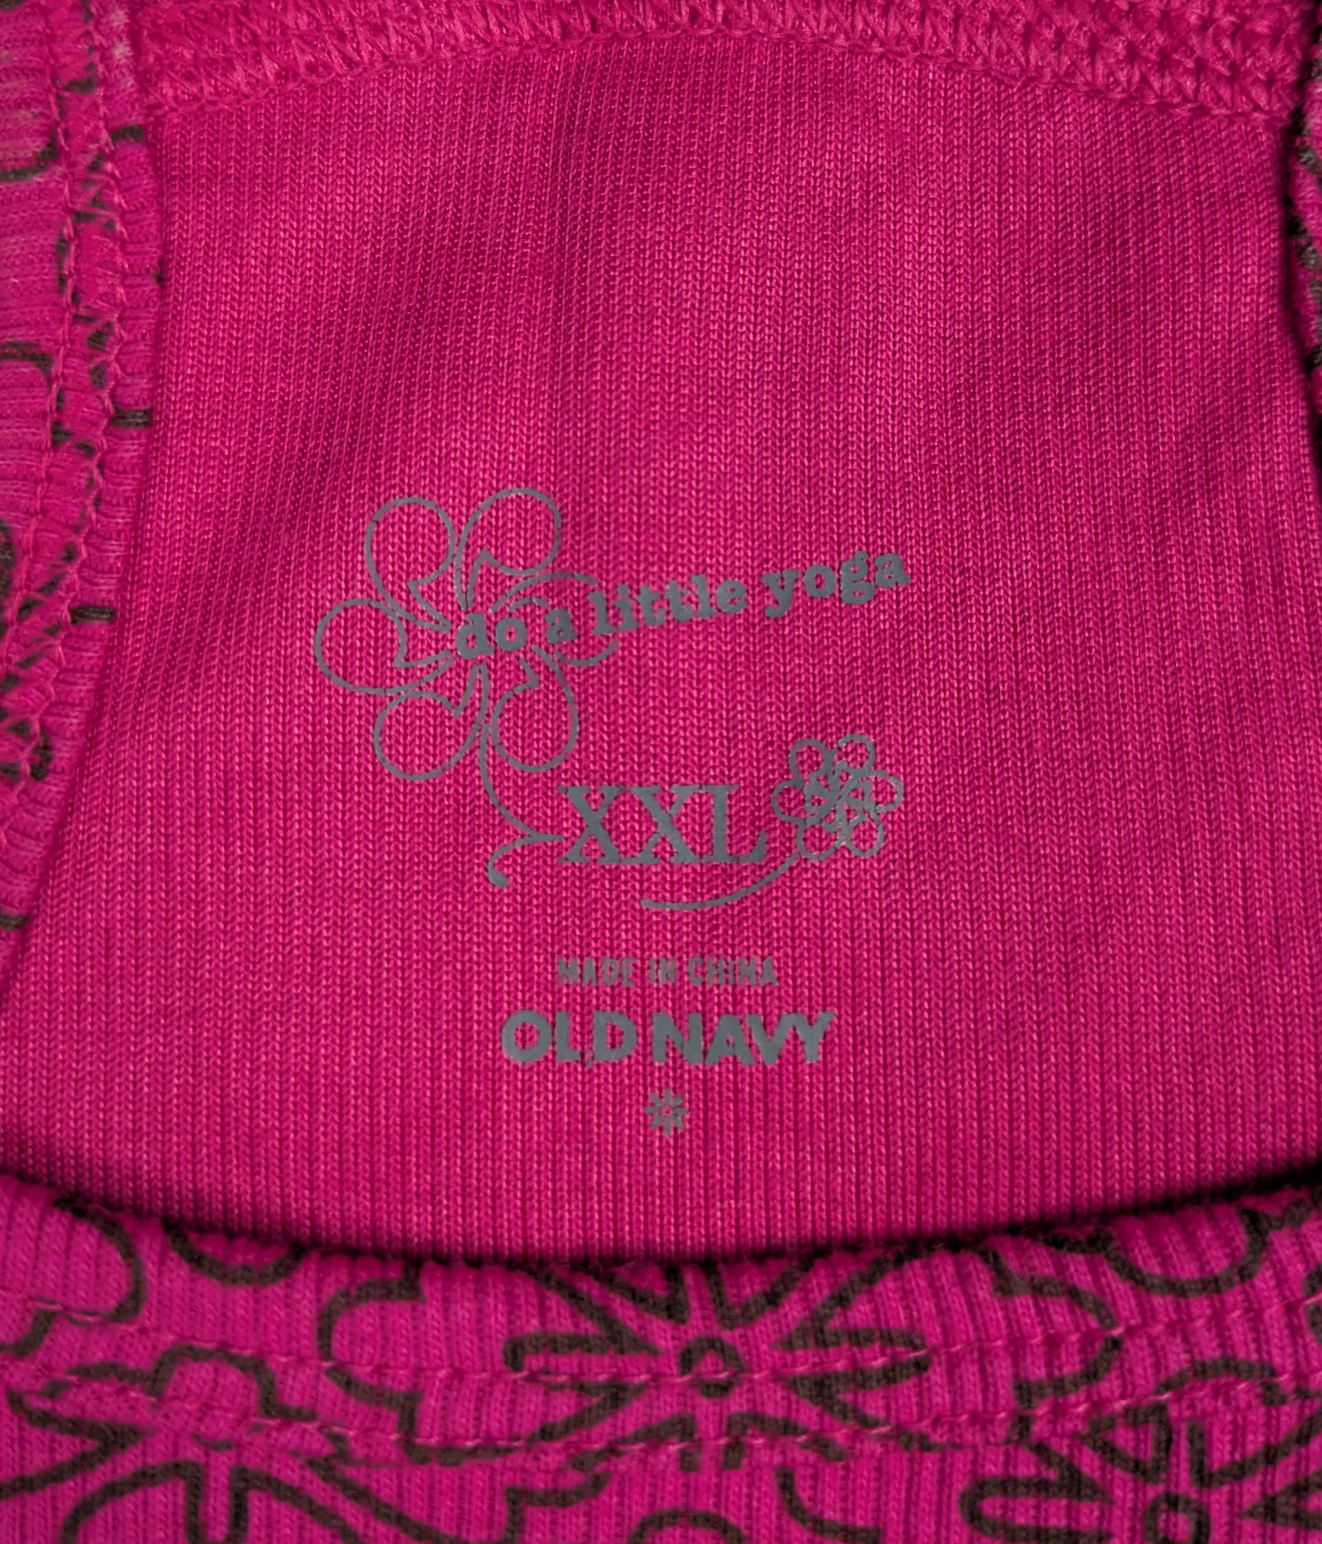 do a little yoga
XXL
MADE IN CHINA
OLD NAVY